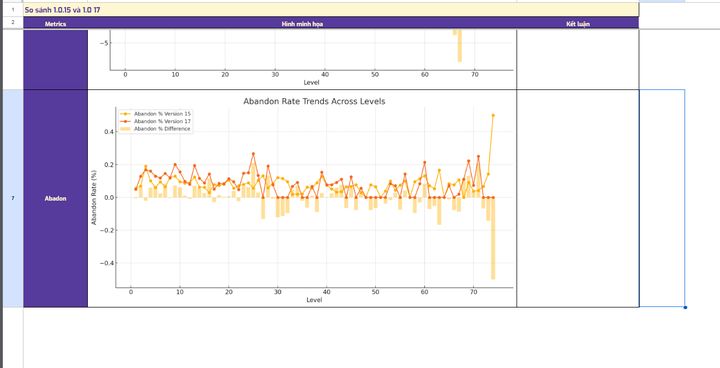 1 So sánh 1.0.15 và 1.0 17
2 Metrics Hình minh họa Kết luận
−5
0 10 20 30 40 50 60 70
Level
7 Abadon
Abandon Rate Trends Across Levels
Abandon % Version 15
Abandon % Version 17
Abandon % Difference
Abandon Rate (%)
0.4
0.2
0.0
−0.2
−0.4
0 10 20 30 40 50 60 70
Level